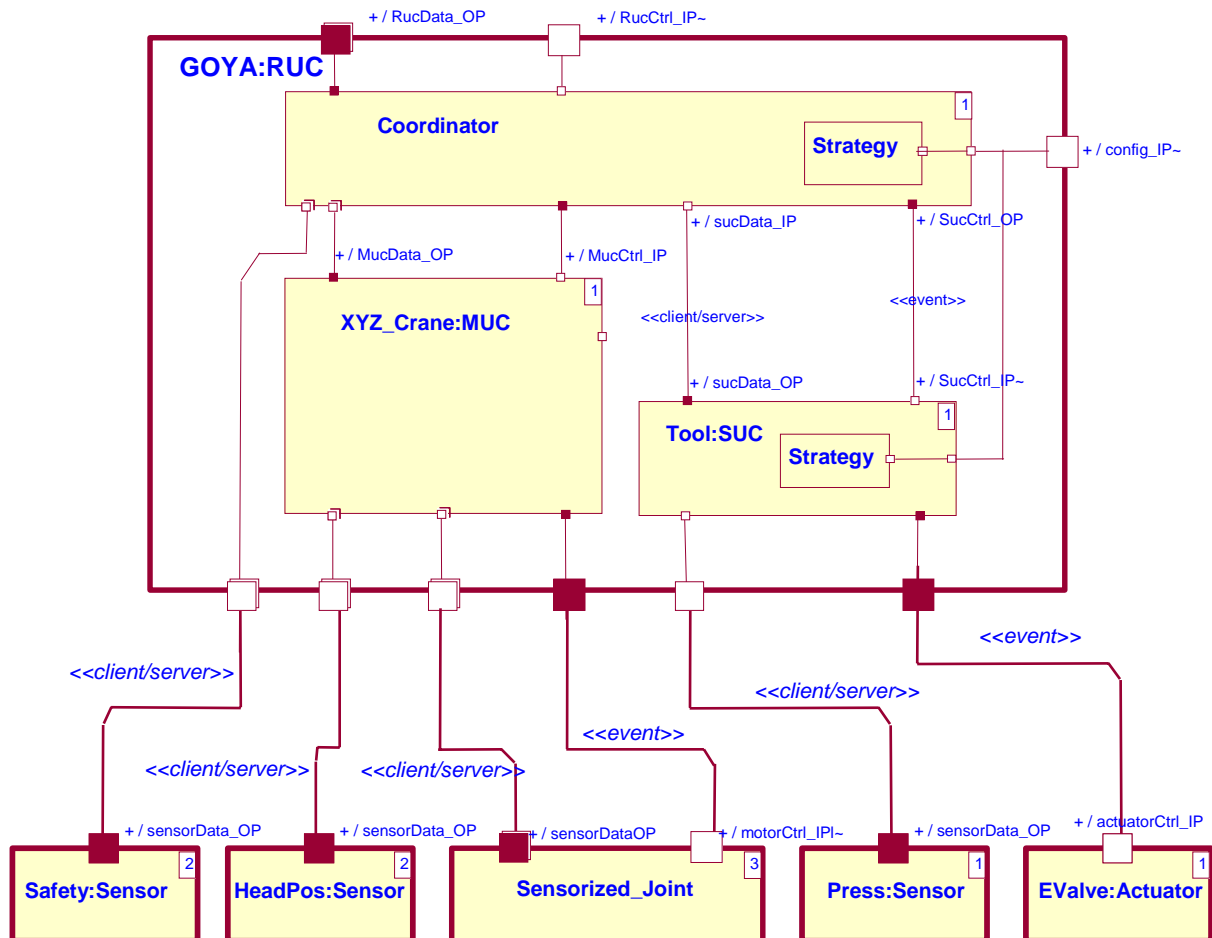 + / RucData_OP
+ / RucCtrl_IP~
GOYA:RUC
1
Coordinator
Strategy
+ / config_IP~
+ / sucData_IP
+ / SucCtrl_OP
+ / MucData_OP
+ / MucCtrl_IP
1
<<event>>
<<client/server>>
XYZ_Crane:MUC
+ / sucData_OP
+ / SucCtrl_IP~
1
Tool:SUC
Strategy
<<event>>
<<client/server>>
<<client/server>>
<<event>>
<<client/server>>
<<client/server>>
+ / actuatorCtrl_IP
+ / sensorData_OP
+ / sensorData_OP
+ / sensorDataOP
+ / motorCtrl_IPl~
+ / sensorData_OP
2
2
3
1
1
Safety:Sensor
HeadPos:Sensor
Sensorized_Joint
Press:Sensor
EValve:Actuator